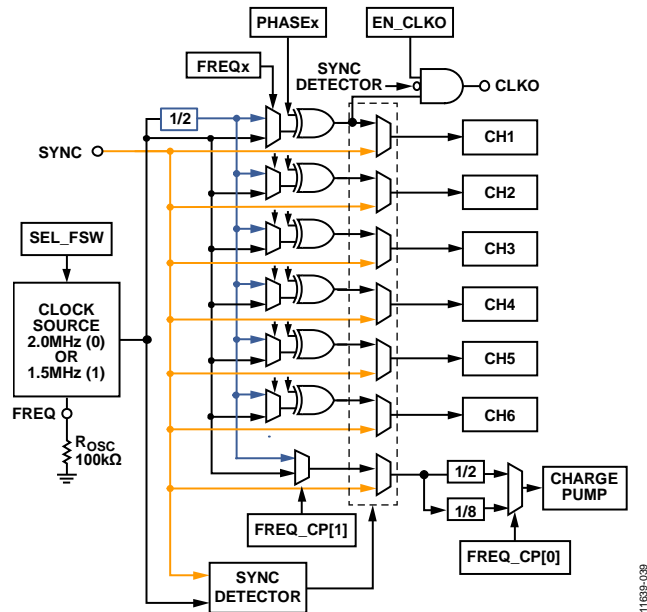 PHASEx
EN_CLKO
FREQx
SYNC
DETECTOR
CLKO
1/2
SYNC
CH1
CH2
SEL_FSW
CH3
CLOCK
SOURCE
2.0MHz (0)
OR
1.5MHz (1)
CH4
CH5
FREQ
CH6
ROSC
100kΩ
1/2
CHARGE
PUMP
1/8
FREQ_CP[1]
FREQ_CP[0]
SYNC
DETECTOR
11639-039